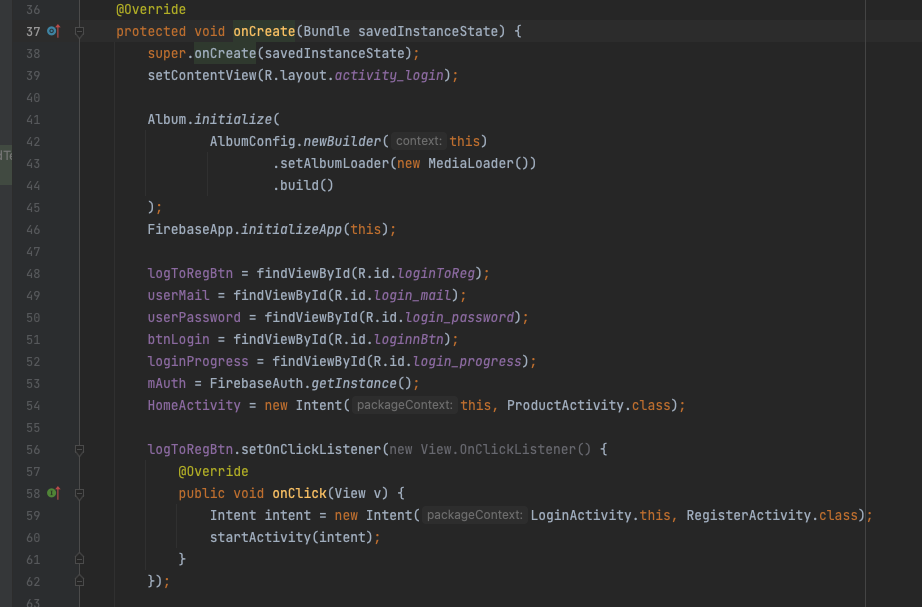 36 @Override
37 protected void onCreate(Bundle savedInstanceState) {
38 super.onCreate(savedInstanceState);
39 setContentView(R.layout.activity_login);
40
41 Album.initialize(
42 AlbumConfig.newBuilder( context: this)
43 .setAlbumLoader(new MediaLoader())
44 .build()
45 );
46 FirebaseApp.initializeApp(this);
47
48 logToRegBtn = findViewById(R.id.loginToReg);
49 userMail = findViewById(R.id.login_mail);
50 userPassword = findViewById(R.id.login_password);
51 btnLogin = findViewById(R.id.loginnBtn);
52 loginProgress = findViewById(R.id.login_progress);
53 mAuth = FirebaseAuth.getInstance();
54 HomeActivity = new Intent( packageContext: this, ProductActivity.class);
55
56 logToRegBtn.setOnClickListener(new View.OnClickListener() {
57 @Override
58 public void onClick(View v) {
59 Intent intent = new Intent( packageContext: LoginActivity.this, RegisterActivity.class);
60 startActivity(intent);
61 }
62 });
63